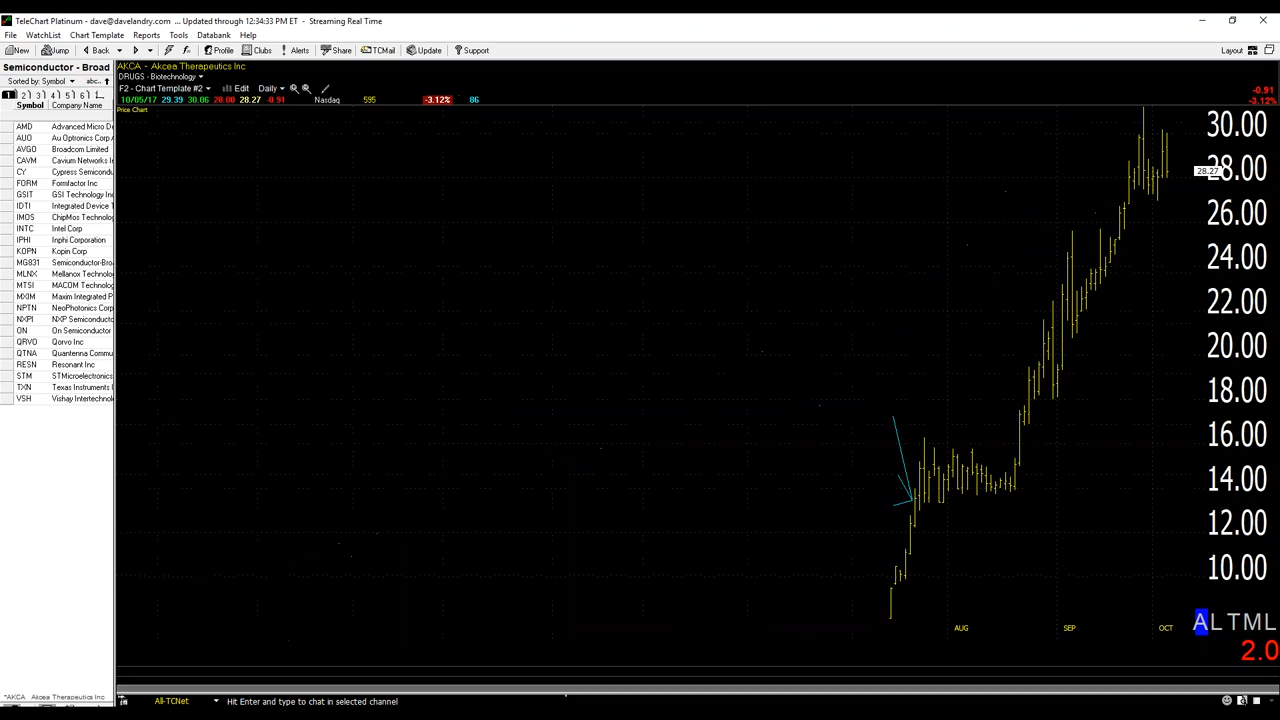 TeleChart Platinum - dave@davelandry.com ... Updated through 12:34:33 PM ET - Streaming Real Time
File WatchList Chart Template Reports Tools Databank Help
New Jump Back Profile Clubs Alerts Share TCMail Update Support Layout
Semiconductor - Broad
Sorted by: Symbol abc..
1 2 3 4 5 6
Symbol Company Name
AMD Advanced Micro De
AUO Au Optronics Corp A
AVGO Broadcom Limited
CAVM Cavium Networks In
CY Cypress Semiconduc
FORM Formfactor Inc
GSIT GSI Technology Inc
IDTI Integrated Device T
IMOS ChipMos Technolog
INTC Intel Corp
IPHI Inphi Corporation
KOPN Kopin Corp
MG831 Semiconductor-Broa
MLNX Mellanox Technolo
MTSI MACOM Technolog
MXIM Maxim Integrated P
NPTN NeoPhotonics Corp
NXPI NXP Semiconducto
ON On Semiconductor
QRVO Qorvo Inc
QTNA Quantenna Commu
RESN Resonant Inc
STM STMicroelectronics
TXN Texas Instruments I
VSH Vishay Intertechnol
*AKCA Akcea Therapeutics Inc
AKCA - Akcea Therapeutics Inc
DRUGS - Biotechnology
F2 - Chart Template #2 Edit Daily
10/05/17 29.39 30.06 28.00 28.27 -0.91 Nasdaq 595 -3.12% 86
-0.91
-3.12%
Price Chart
30.00
28.00
28.27
26.00
24.00
22.00
20.00
18.00
16.00
14.00
12.00
10.00
AUG SEP OCT
ALTML
2.0
All-TCNet Hit Enter and type to chat in selected channel